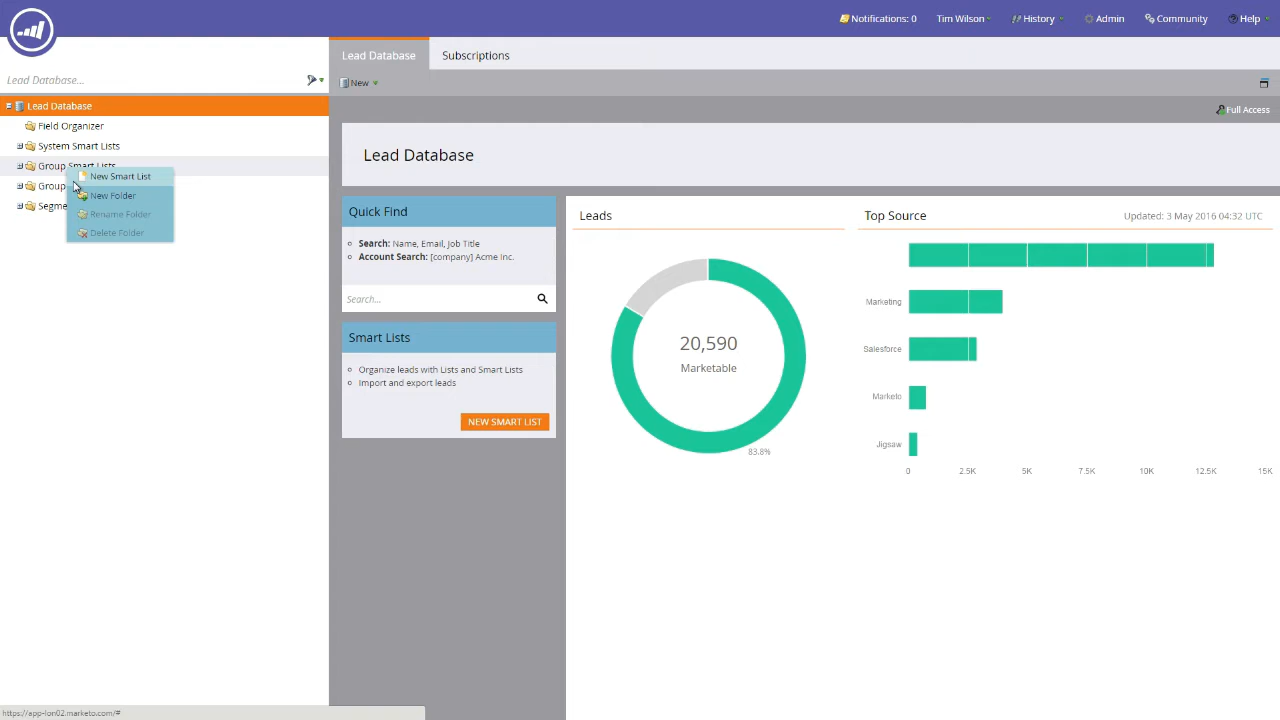 Notifications: 0 Tim Wilson History Admin Community Help
Lead Database...
Lead Database Subscriptions
New
Lead Database
Field Organizer
System Smart Lists
Group Smart Lists
Group
Segme
New Smart List
New Folder
Rename Folder
Delete Folder
Full Access
Lead Database
Quick Find
Search: Name, Email, Job Title
Account Search: [company] Acme Inc.
Search...
Smart Lists
Organize leads with Lists and Smart Lists
Import and export leads
NEW SMART LIST
Leads
20,590
Marketable
83.8%
Top Source
Updated: 3 May 2016 04:32 UTC
Marketing
Salesforce
Marketo
Jigsaw
0 2.5K 5K 7.5K 10K 12.5K 15K
https://app-lon02.marketo.com/#